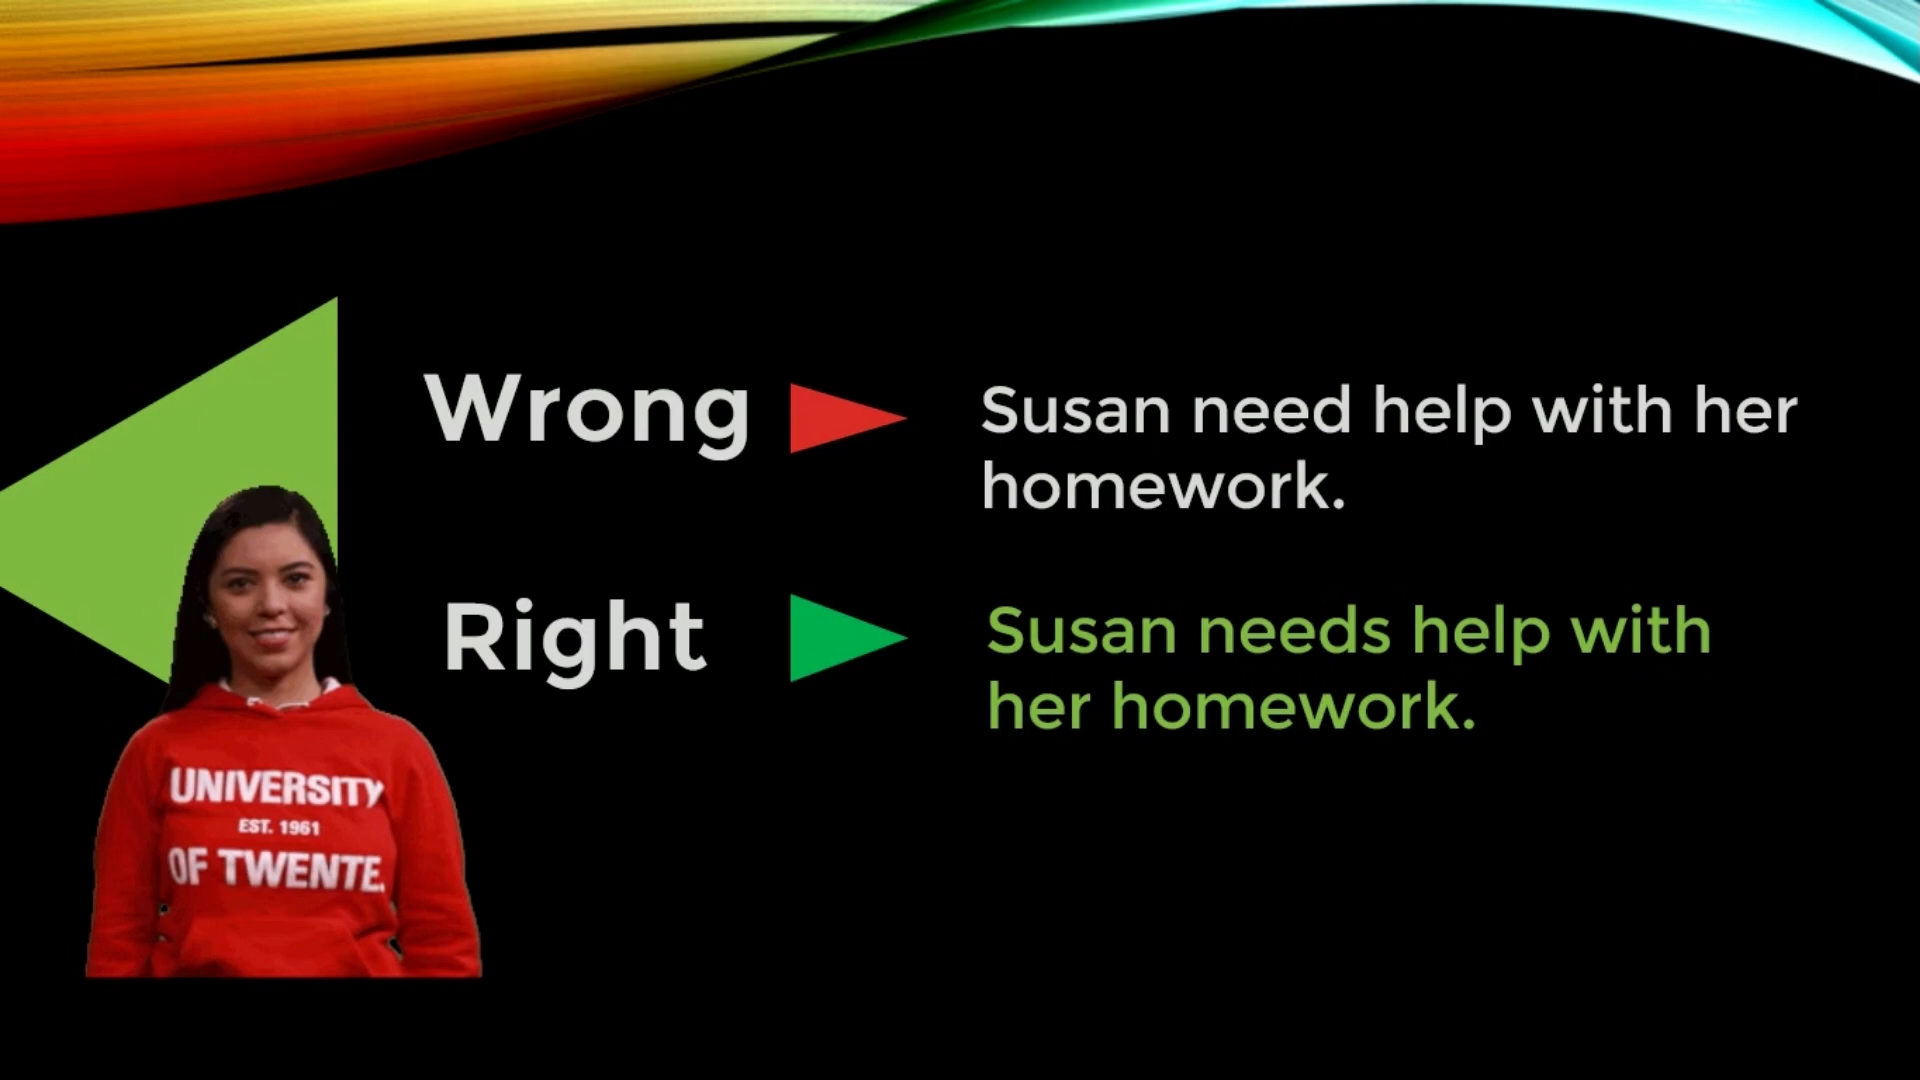 Wrong
Susan need help with her
homework.
Right
Susan needs help with
her homework.
UNIVERSITY
EST. 1961
OF TWENTE.